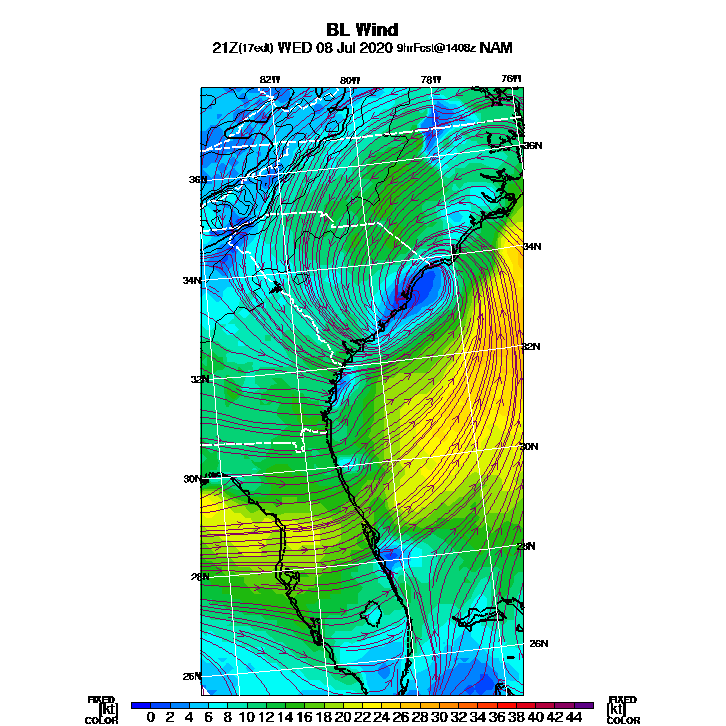 BL Wind
21Z(17edt) WED 08 Jul 2020 9hrFcst@1408z NAM
82W 80W 78W 76W
36N
36N
34N
34N
32N
32N
30N
30N
28N
28N
26N
26N
FIXED FIXED
[kt] 0 2 4 6 8 10 12 14 16 18 20 22 24 26 28 30 32 34 36 38 40 42 44 [kt]
COLOR COLOR